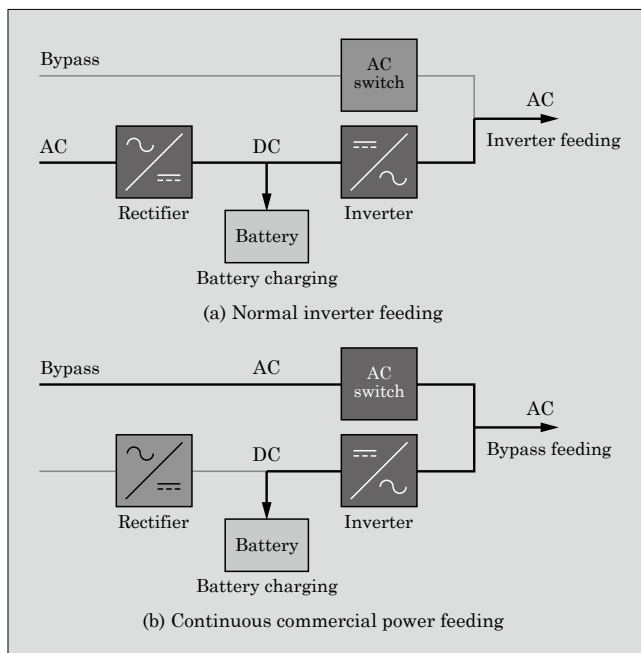 Bypass
AC
switch
AC
Inverter feeding
AC
DC
Rectifier
Inverter
Battery
Battery charging
(a) Normal inverter feeding
Bypass
AC
AC
switch
AC
Bypass feeding
DC
Rectifier
Inverter
Battery
Battery charging
(b) Continuous commercial power feeding